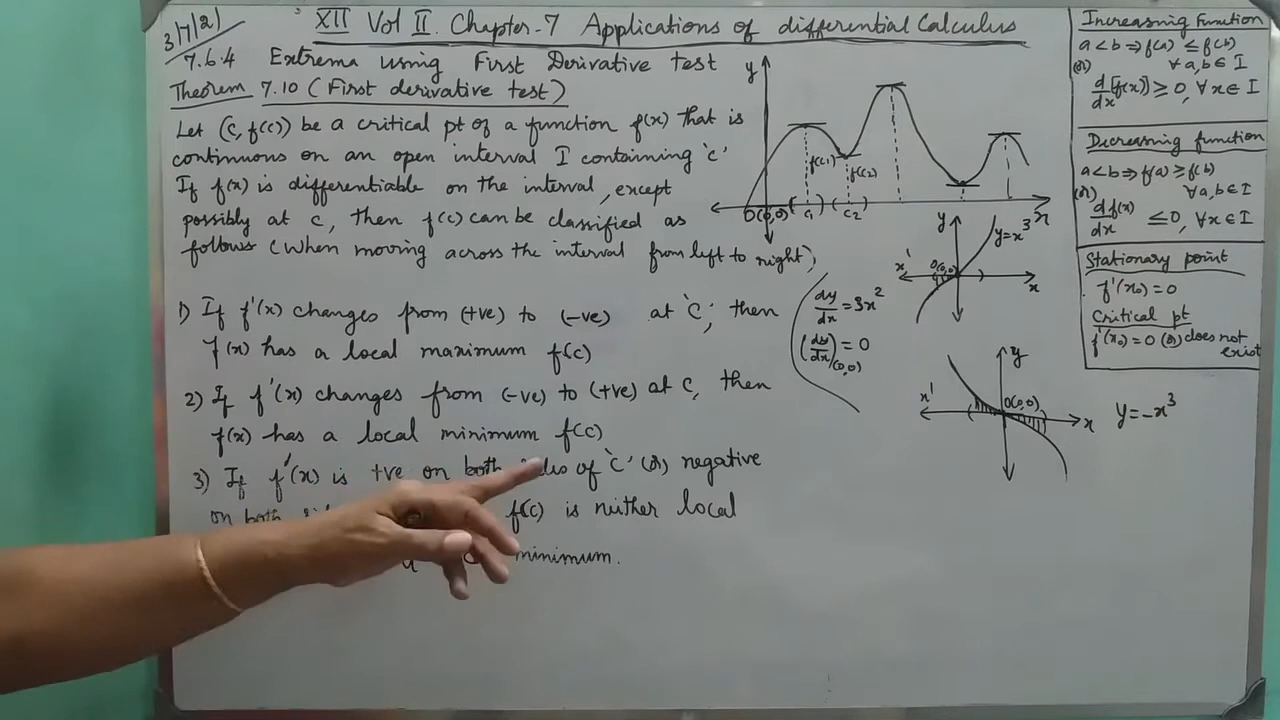 3/7/21
XII Vol II. Chapter-7 Applications of differential Calculus
7.6.4 Extrema using First Derivative test
Theorem 7.10 (First derivative test)
Let (c, f(c)) be a critical pt of a function f(x) that is
continuous on an open interval I containing 'c'
If f(x) is differentiable on the interval, except
possibly at c, then f(c) can be classified as
follows (when moving across the interval from left to right)
1) If f'(x) changes from (+ve) to (-ve) at 'c', then
f(x) has a local maximum f(c)
2) If f'(x) changes from (-ve) to (+ve) at c, then
f(x) has a local minimum f(c)
3) If f'(x) is +ve on both of 'c' (or) negative
on both f(c) is neither local
minimum.
y
f(c1)
f(c2)
O(0,0)
c1
c2
x
y
y=x³
x'
O(0,0)
x
dy/dx = 3x²
(dy/dx)(0,0) = 0
y
x'
O(0,0)
x
y=-x³
Increasing Function
a<b ⇒ f(a) ≤ f(b)
(or) ∀ a,b ∈ I
d/dx [f(x)] ≥ 0, ∀ x ∈ I
Decreasing function
a<b ⇒ f(a) ≥ f(b)
(or) ∀ a,b ∈ I
d f(x)/dx ≤ 0, ∀ x ∈ I
Stationary point
f'(x₀) = 0
Critical pt
f'(x₀) = 0 (or) does not
exist